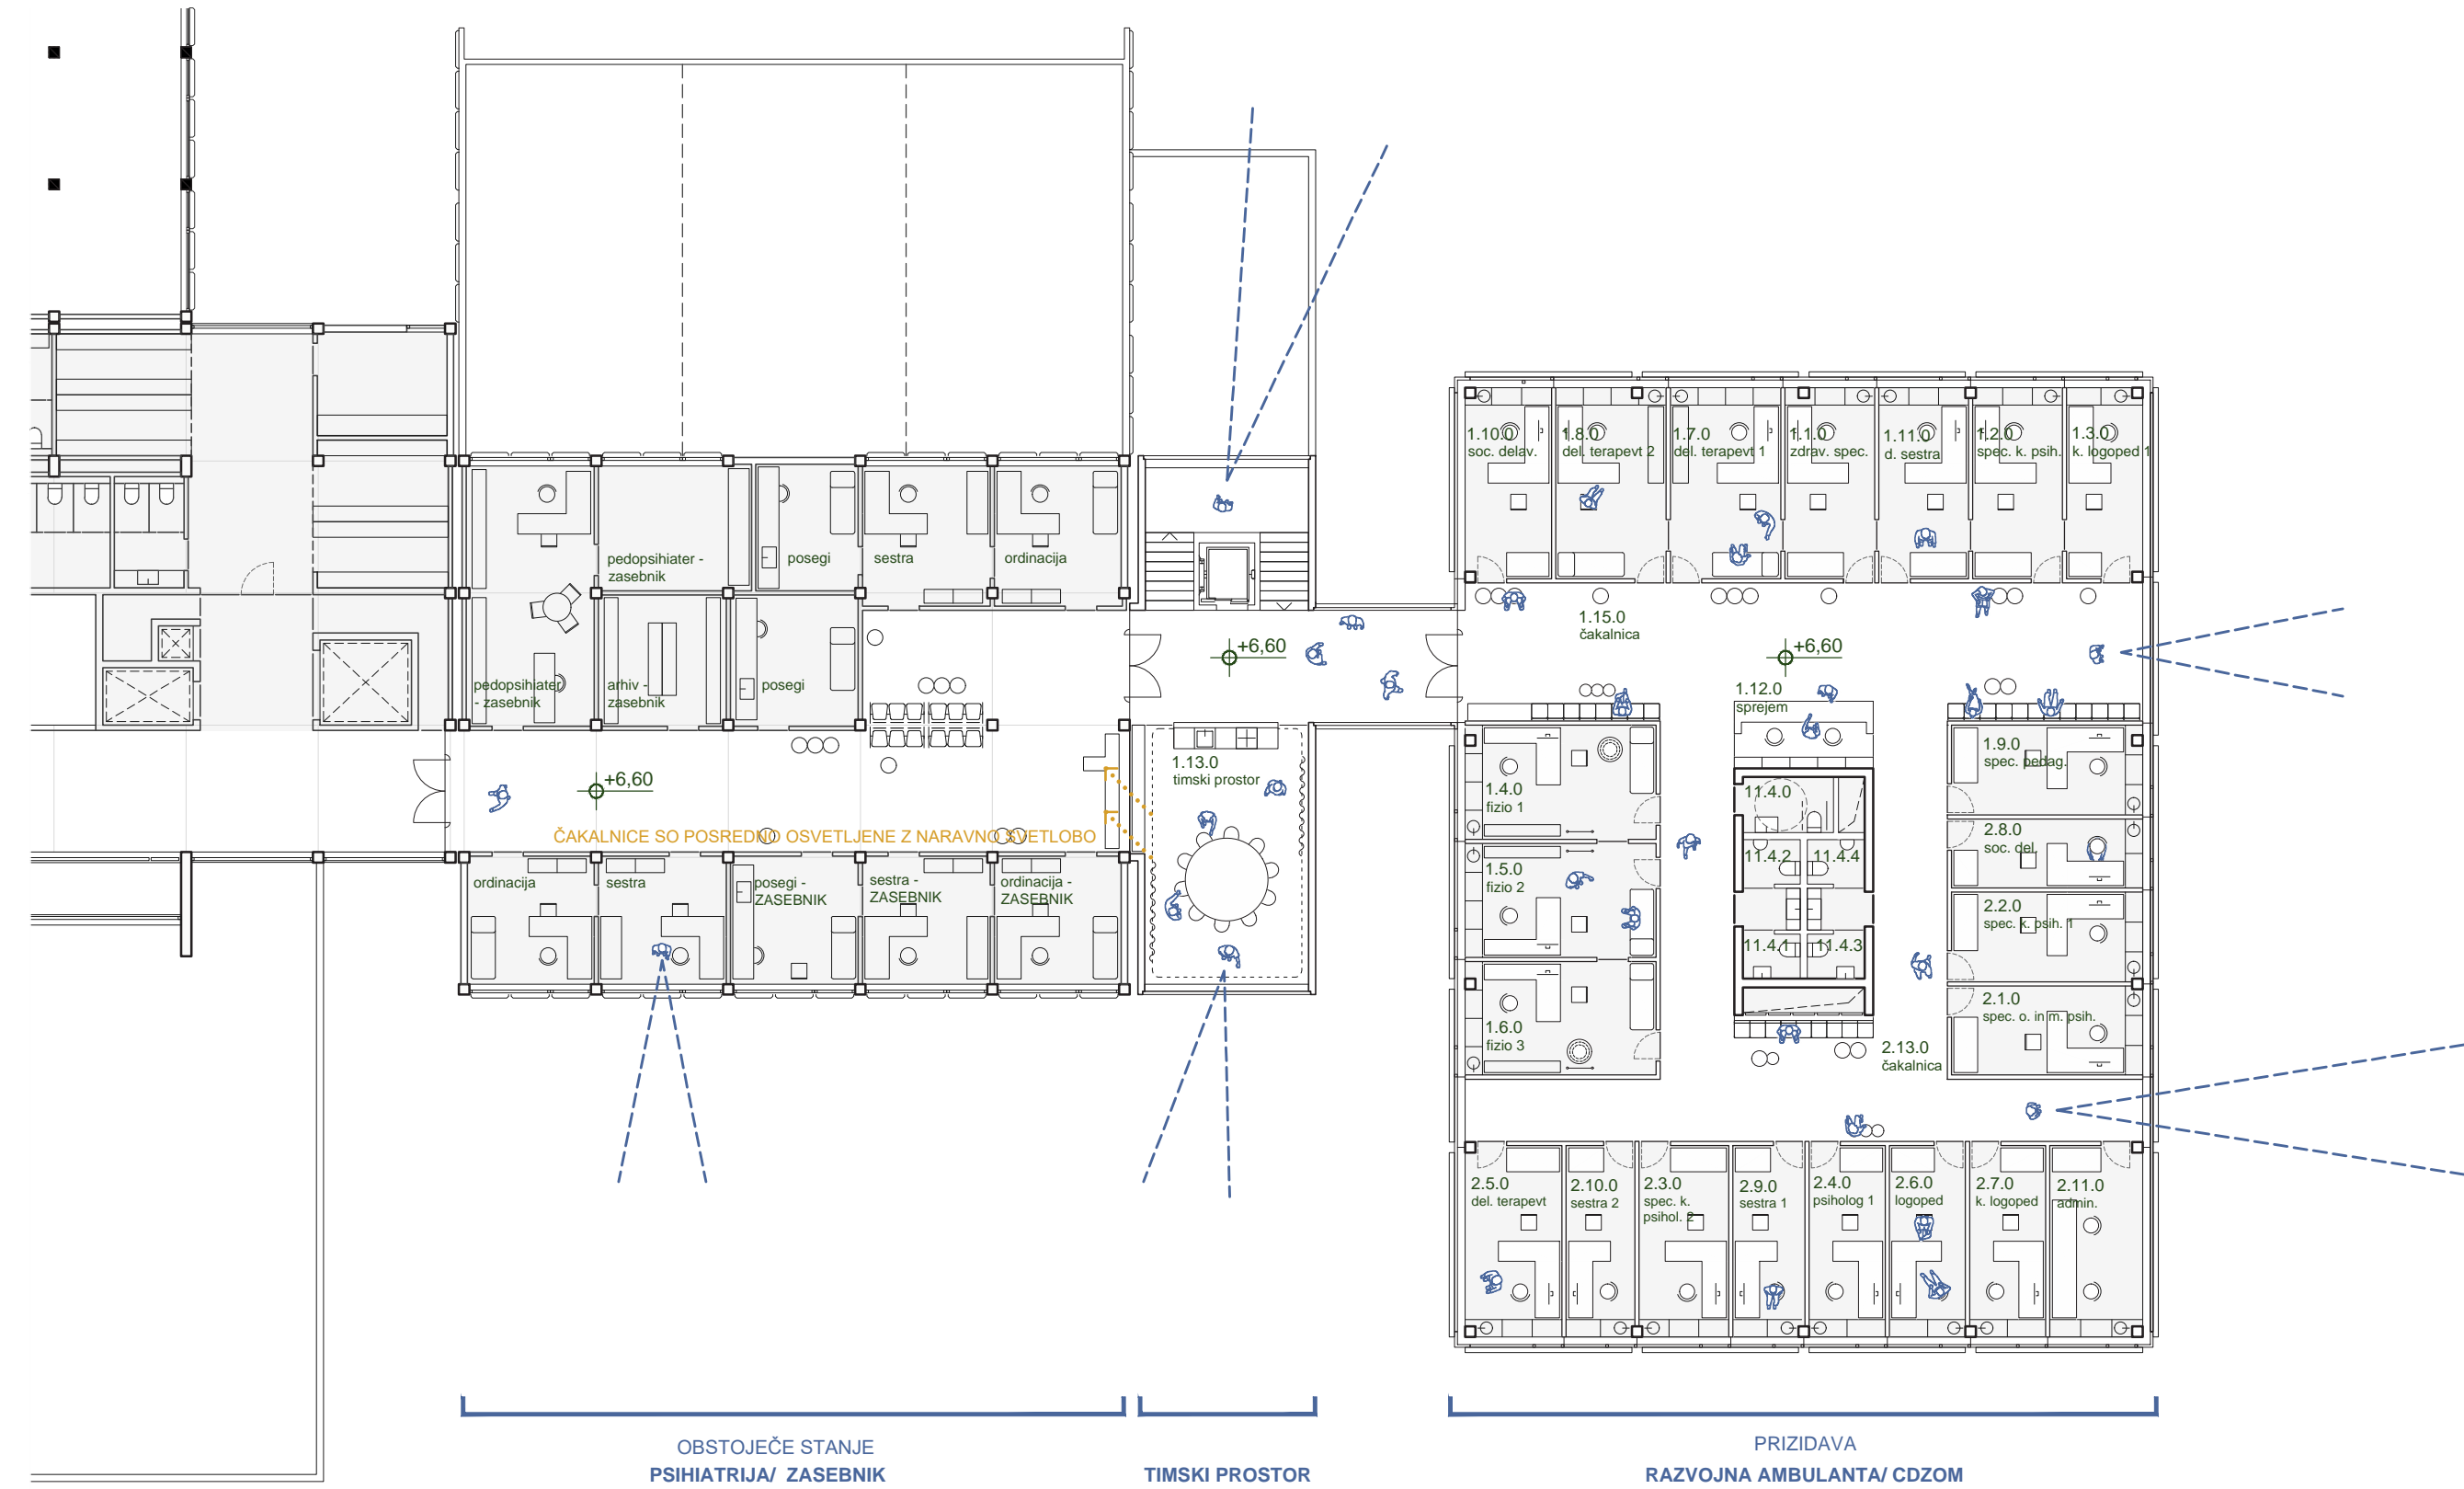 1.10.0
soc. delav.
1.8.0
del. terapevt 2
1.7.0
del. terapevt 1
1.1.0
zdrav. spec.
1.11.0
d. sestra
1.2.0
spec. k. psih.
1.3.0
k. logoped 1
pedopsihiater -
zasebnik
posegi
sestra
ordinacija
pedopsihiater
- zasebnik
arhiv -
zasebnik
posegi
+6,60
1.15.0
čakalnica
+6,60
1.12.0
sprejem
1.13.0
timski prostor
+6,60
ČAKALNICE SO POSREDNO OSVETLJENE Z NARAVNO SVETLOBO
1.4.0
fizio 1
11.4.0
1.9.0
spec. pedag.
ordinacija
sestra
posegi -
ZASEBNIK
sestra -
ZASEBNIK
ordinacija -
ZASEBNIK
1.5.0
fizio 2
11.4.2
11.4.4
2.8.0
soc. del.
2.2.0
spec. k. psih. 1
11.4.1
11.4.3
1.6.0
fizio 3
2.1.0
spec. o. in m. psih.
2.13.0
čakalnica
2.5.0
del. terapevt
2.10.0
sestra 2
2.3.0
spec. k.
psihol. 2
2.9.0
sestra 1
2.4.0
psiholog 1
2.6.0
logoped
2.7.0
k. logoped
2.11.0
admin.
OBSTOJEČE STANJE
PSIHIATRIJA/ ZASEBNIK
TIMSKI PROSTOR
PRIZIDAVA
RAZVOJNA AMBULANTA/ CDZOM